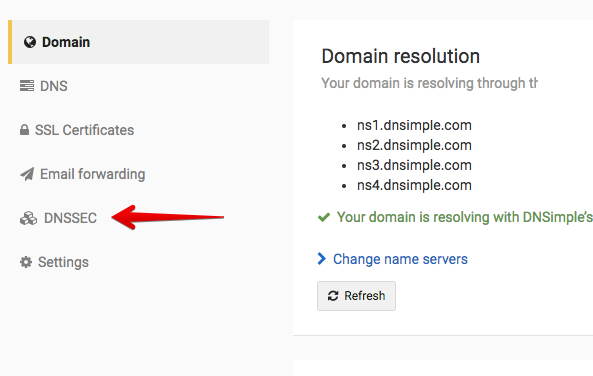 Domain
DNS
SSL Certificates
Email forwarding
DNSSEC
Settings
Domain resolution
Your domain is resolving through th
ns1.dnsimple.com
ns2.dnsimple.com
ns3.dnsimple.com
ns4.dnsimple.com
Your domain is resolving with DNSimple's
Change name servers
Refresh